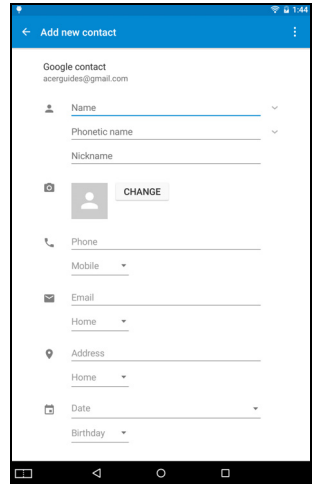 1:44
Add new contact
Google contact
acerguides@gmail.com
Name
Phonetic name
Nickname
CHANGE
Phone
Mobile
Email
Home
Address
Home
Date
Birthday